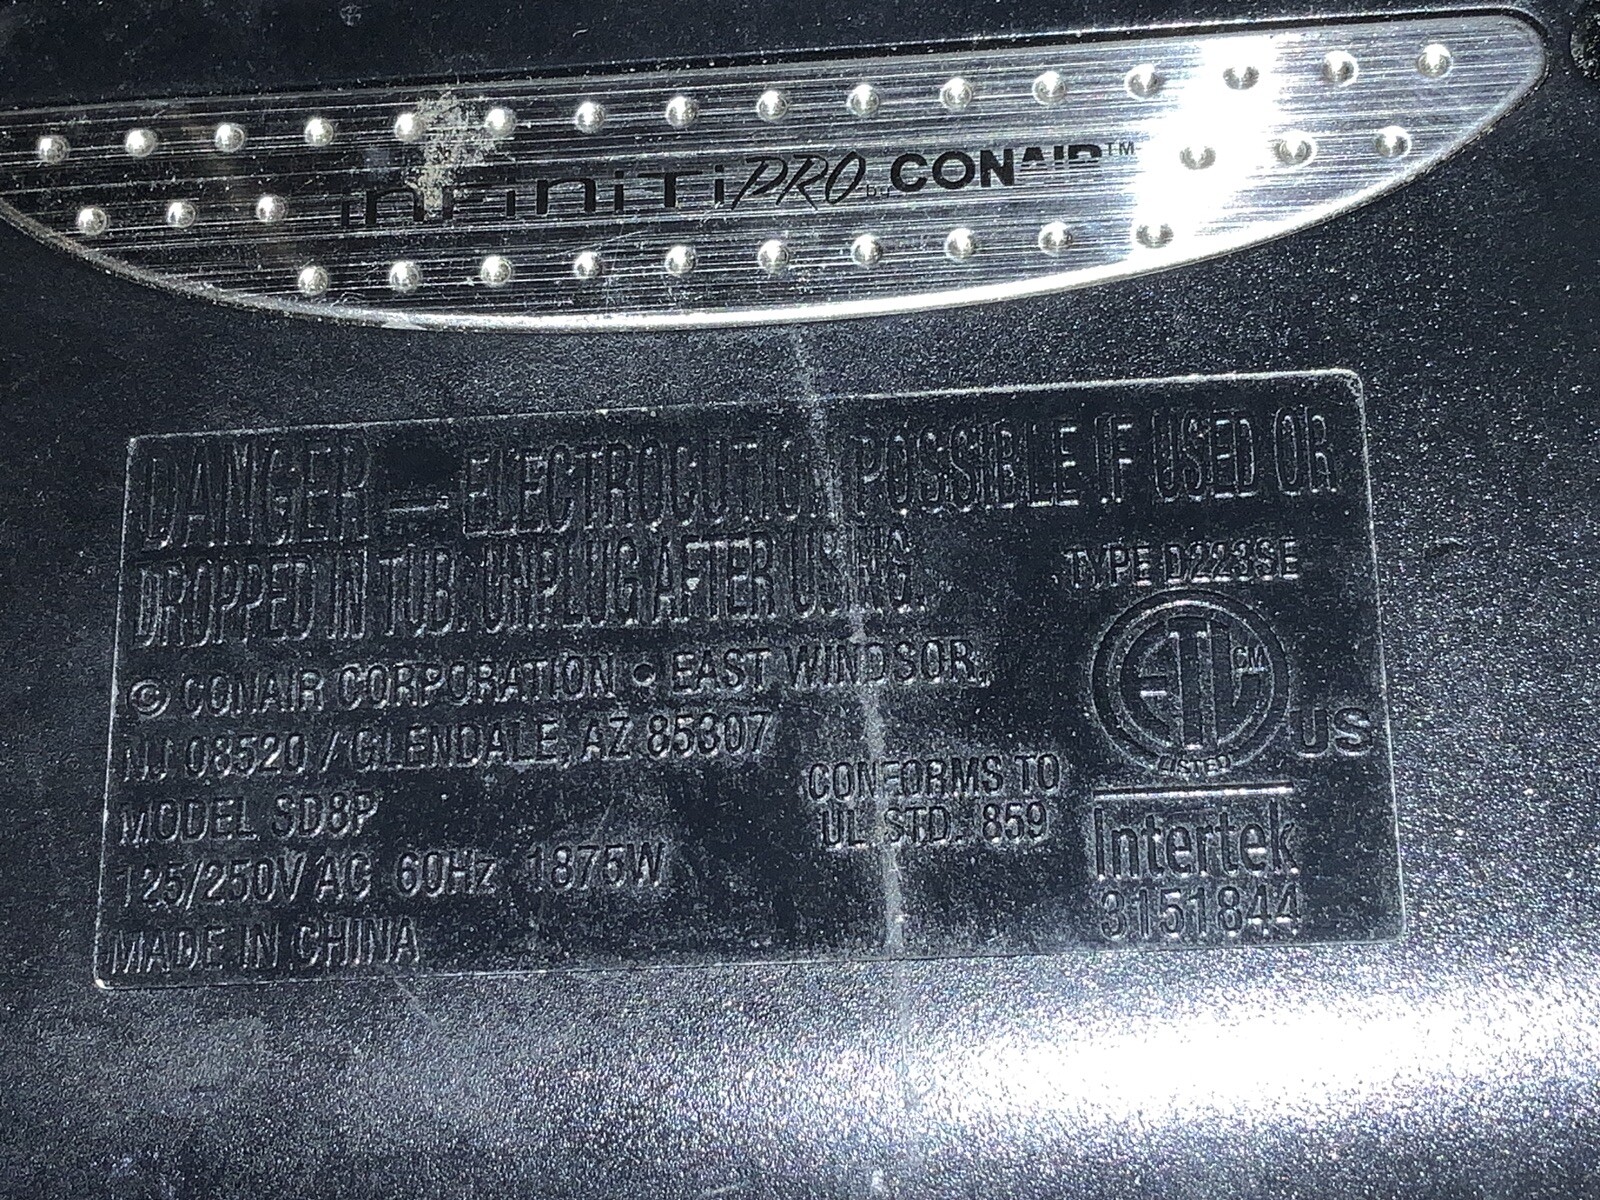 inFiniTiPRO by CONAIR™
DANGER — ELECTROCUTION POSSIBLE IF USED OR
DROPPED IN TUB. UNPLUG AFTER USING.
TYPE D223SE
© CONAIR CORPORATION • EAST WINDSOR,
NJ 08520 / GLENDALE, AZ 85307
MODEL SD8P
125/250V AC 60Hz 1875W
MADE IN CHINA
CONFORMS TO
UL STD. 859
ETL CM
LISTED
US
Intertek
3151844